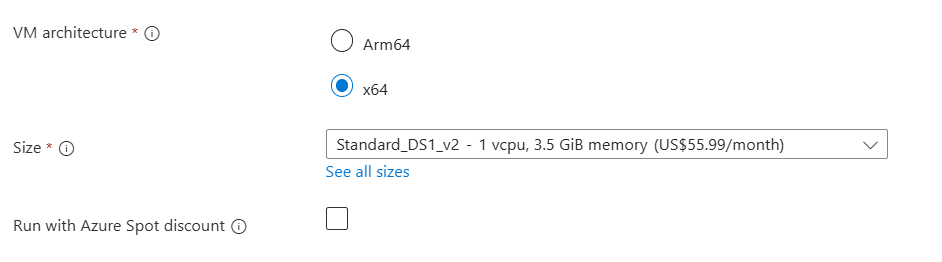 VM architecture *
Arm64
x64
Size *
Standard_DS1_v2 - 1 vcpu, 3.5 GiB memory (US$55.99/month)
See all sizes
Run with Azure Spot discount